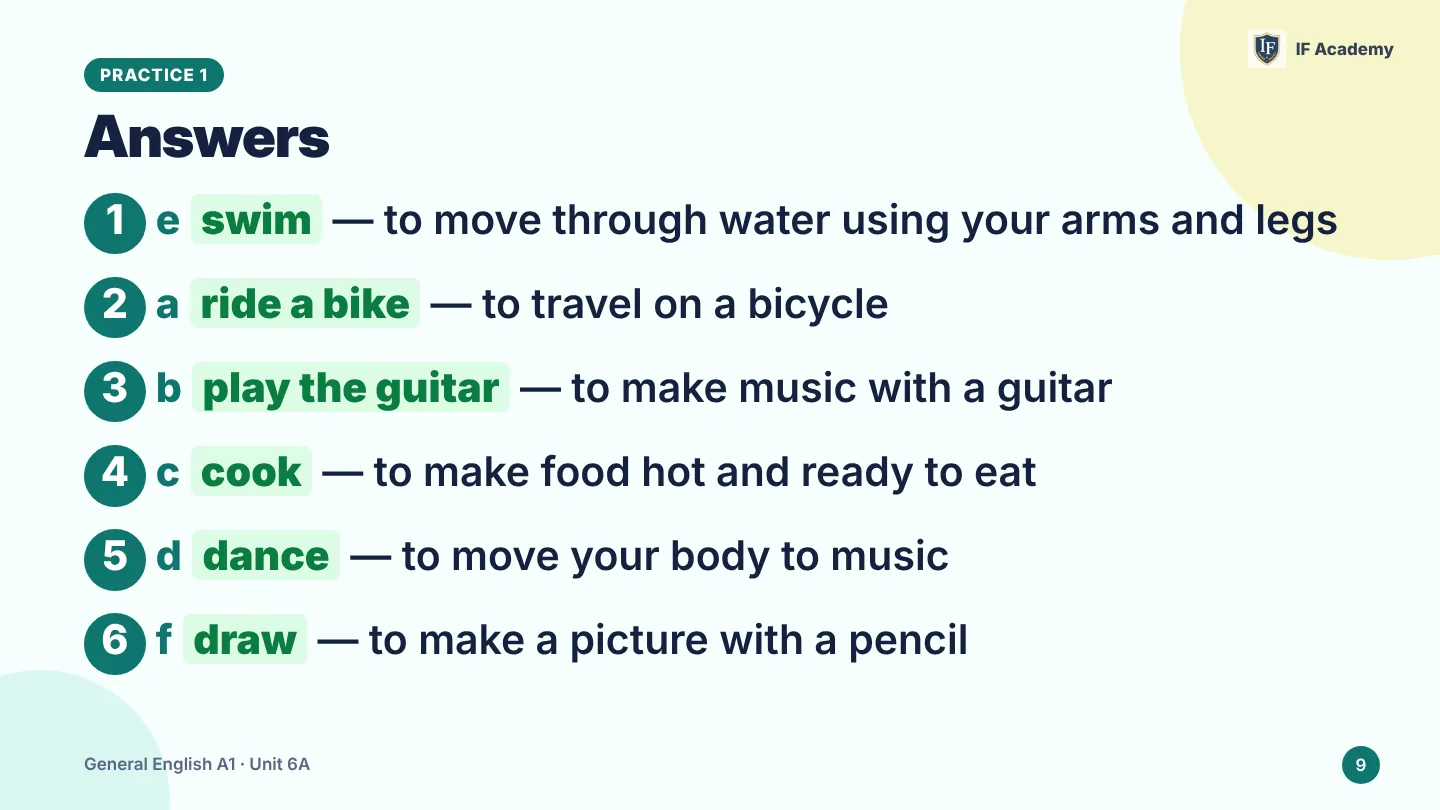 IF IF Academy
PRACTICE 1
Answers
1 e swim — to move through water using your arms and legs
2 a ride a bike — to travel on a bicycle
3 b play the guitar — to make music with a guitar
4 c cook — to make food hot and ready to eat
5 d dance — to move your body to music
6 f draw — to make a picture with a pencil
General English A1 · Unit 6A
9